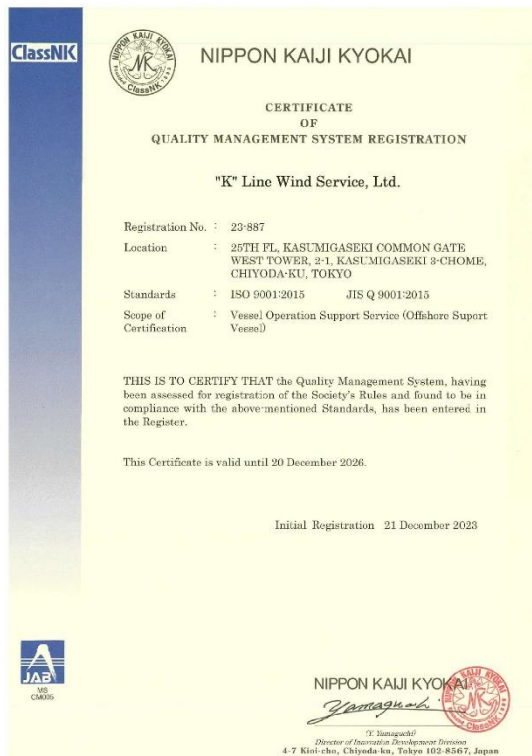 ClassNK
NIPPON KAIJI KYOKAI
CERTIFICATE
OF
QUALITY MANAGEMENT SYSTEM REGISTRATION
"K" Line Wind Service, Ltd.
Registration No. : 23-887
Location : 25TH FL, KASUMIGASEKI COMMON GATE
WEST TOWER, 2-1, KASUMIGASEKI 3-CHOME,
CHIYODA-KU, TOKYO
Standards : ISO 9001:2015 JIS Q 9001:2015
Scope of : Vessel Operation Support Service (Offshore Suport
Certification Vessel)
THIS IS TO CERTIFY THAT the Quality Management System, having
been assessed for registration of the Society's Rules and found to be in
compliance with the above-mentioned Standards, has been entered in
the Register.
This Certificate is valid until 20 December 2026.
Initial Registration 21 December 2023
JAB
MS
CM005
NIPPON KAIJI KYOKAI
Yamaguchi
(Y. Yamaguchi)
Director of Innovation Development Division
4-7 Kioi-cho, Chiyoda-ku, Tokyo 102-8567, Japan